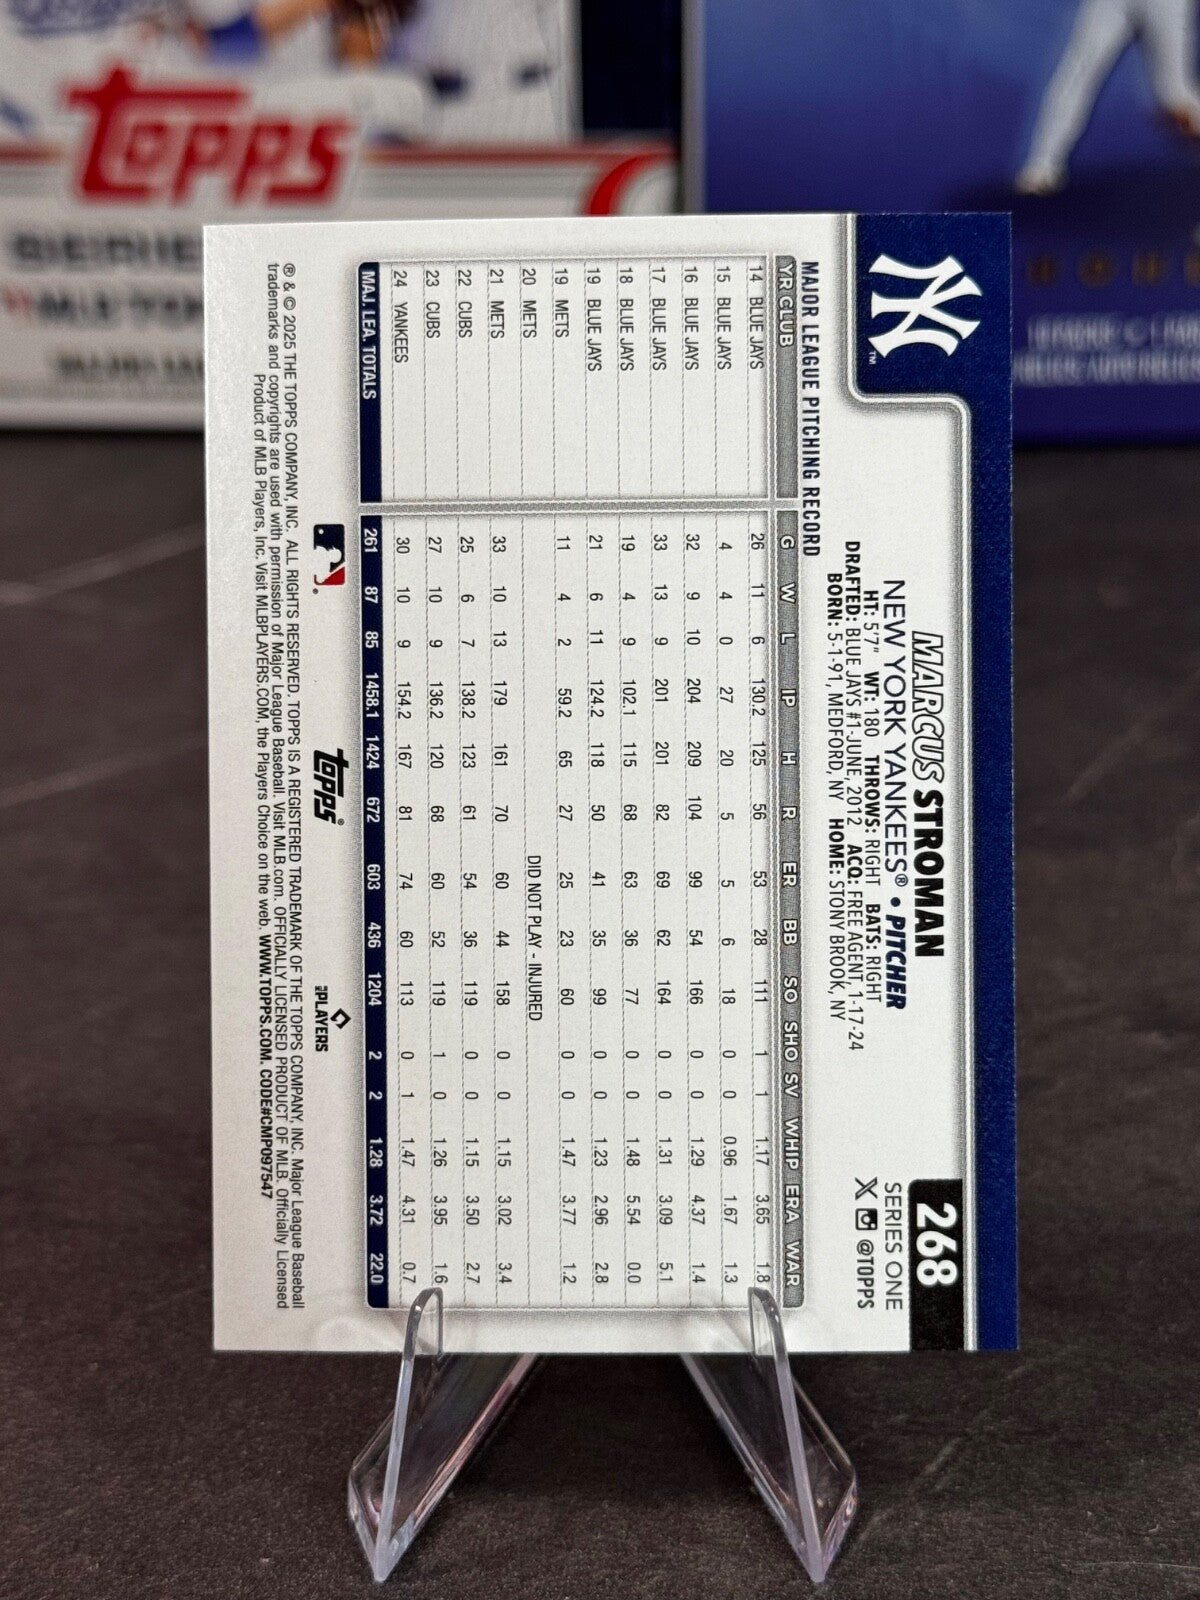 Topps
SERIES
268
SERIES ONE
@TOPPS
MARCUS STROMAN
NEW YORK YANKEES® • PITCHER
HT: 5'7" WT: 180 THROWS: RIGHT BATS: RIGHT
DRAFTED: BLUE JAYS #1-JUNE, 2012 ACQ: FREE AGENT, 1-17-24
BORN: 5-1-91, MEDFORD, NY HOME: STONY BROOK, NY
NY
TM
MAJOR LEAGUE PITCHING RECORD
YR CLUB G W L IP H R ER BB SO SHO SV WHIP ERA WAR
14 BLUE JAYS 26 11 6 130.2 125 56 53 28 111 1 1 1.17 3.65 1.8
15 BLUE JAYS 4 4 0 27 20 5 5 6 18 0 0 0.96 1.67 1.3
16 BLUE JAYS 32 9 10 204 209 104 99 54 166 0 0 1.29 4.37 1.4
17 BLUE JAYS 33 13 9 201 201 82 69 62 164 0 0 1.31 3.09 5.1
18 BLUE JAYS 19 4 9 102.1 115 68 63 36 77 0 0 1.48 5.54 0.0
19 BLUE JAYS 21 6 11 124.2 118 50 41 35 99 0 0 1.23 2.96 2.8
19 METS 11 4 2 59.2 65 27 25 23 60 0 0 1.47 3.77 1.2
20 METS DID NOT PLAY - INJURED
21 METS 33 10 13 179 161 70 60 44 158 0 0 1.15 3.02 3.4
22 CUBS 25 6 7 138.2 123 61 54 36 119 0 0 1.15 3.50 2.7
23 CUBS 27 10 9 136.2 120 68 60 52 119 1 0 1.26 3.95 1.6
24 YANKEES 30 10 9 154.2 167 81 74 60 113 0 1 1.47 4.31 0.7
MAJ. LEA. TOTALS 261 87 85 1458.1 1424 672 603 436 1204 2 2 1.28 3.72 22.0
topps®
PLAYERS
® & © 2025 THE TOPPS COMPANY, INC. ALL RIGHTS RESERVED. TOPPS IS A REGISTERED TRADEMARK OF THE TOPPS COMPANY, INC. Major League Baseball
trademarks and copyrights are used with permission of Major League Baseball. Visit MLB.com. OFFICIALLY LICENSED PRODUCT OF MLB. Officially Licensed
Product of MLB Players, Inc. Visit MLBPLAYERS.COM, the Players Choice on the web. WWW.TOPPS.COM. CODE#CMP097547